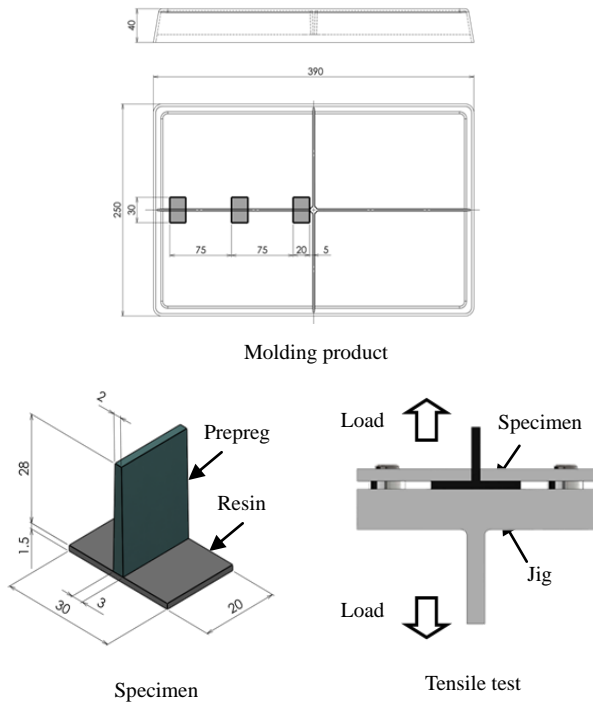 40
390
250
30
75
75
20
5
Molding product
2
28
1.5
30
3
20
Prepreg
Resin
Specimen
Load
Specimen
Jig
Load
Tensile test